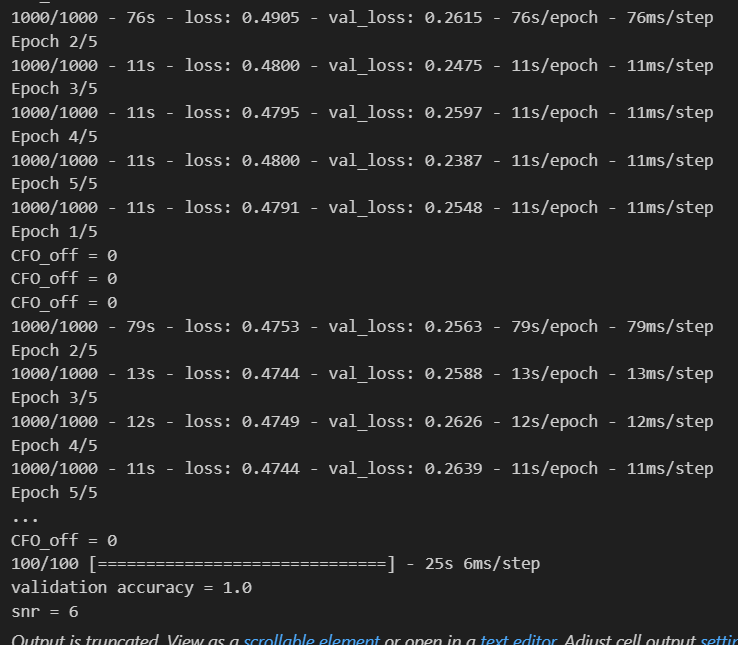 1000/1000 - 76s - loss: 0.4905 - val_loss: 0.2615 - 76s/epoch - 76ms/step
Epoch 2/5
1000/1000 - 11s - loss: 0.4800 - val_loss: 0.2475 - 11s/epoch - 11ms/step
Epoch 3/5
1000/1000 - 11s - loss: 0.4795 - val_loss: 0.2597 - 11s/epoch - 11ms/step
Epoch 4/5
1000/1000 - 11s - loss: 0.4800 - val_loss: 0.2387 - 11s/epoch - 11ms/step
Epoch 5/5
1000/1000 - 11s - loss: 0.4791 - val_loss: 0.2548 - 11s/epoch - 11ms/step
Epoch 1/5
CFO_off = 0
CFO_off = 0
CFO_off = 0
1000/1000 - 79s - loss: 0.4753 - val_loss: 0.2563 - 79s/epoch - 79ms/step
Epoch 2/5
1000/1000 - 13s - loss: 0.4744 - val_loss: 0.2588 - 13s/epoch - 13ms/step
Epoch 3/5
1000/1000 - 12s - loss: 0.4749 - val_loss: 0.2626 - 12s/epoch - 12ms/step
Epoch 4/5
1000/1000 - 11s - loss: 0.4744 - val_loss: 0.2639 - 11s/epoch - 11ms/step
Epoch 5/5
...
CFO_off = 0
100/100 [==============================] - 25s 6ms/step
validation accuracy = 1.0
snr = 6
Output is truncated. View as a scrollable element or open in a text editor. Adjust cell output